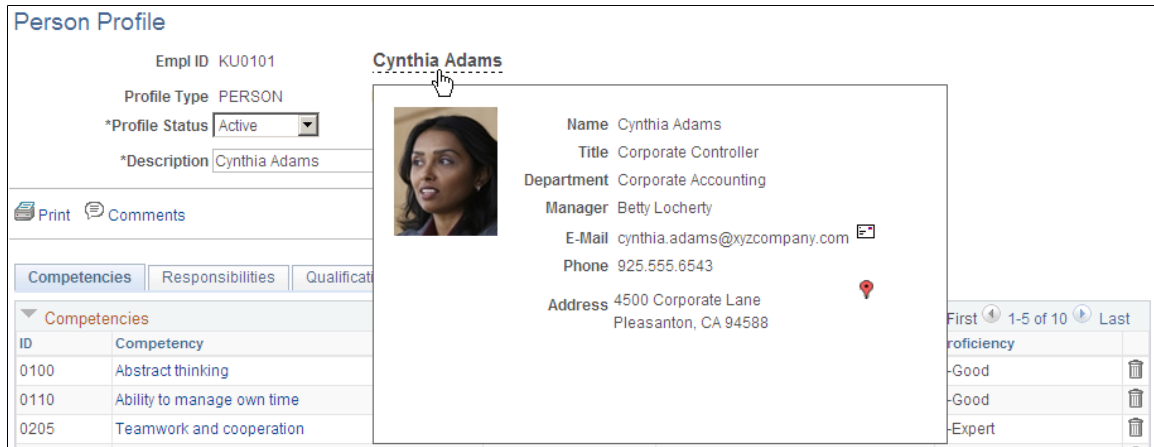 Person Profile
Empl ID KU0101 Cynthia Adams
Profile Type PERSON
*Profile Status Active
*Description Cynthia Adams
Name Cynthia Adams
Title Corporate Controller
Department Corporate Accounting
Manager Betty Locherty
E-Mail cynthia.adams@xyzcompany.com
Phone 925.555.6543
Address 4500 Corporate Lane
Pleasanton, CA 94588
Print Comments
Competencies Responsibilities Qualificati
Competencies First 1-5 of 10 Last
ID Competency roficiency
0100 Abstract thinking -Good
0110 Ability to manage own time -Good
0205 Teamwork and cooperation -Expert